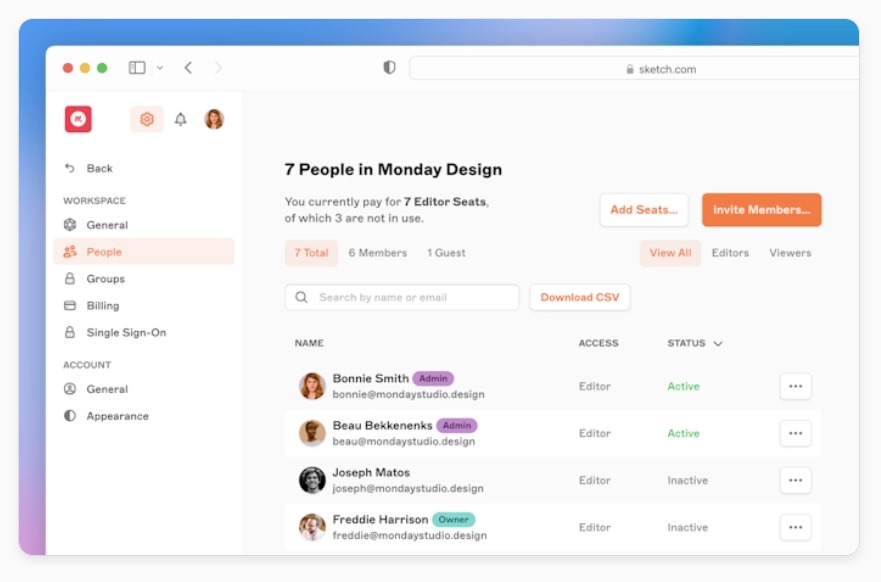 sketch.com
Back
WORKSPACE
General
People
Groups
Billing
Single Sign-On
ACCOUNT
General
Appearance
7 People in Monday Design
You currently pay for 7 Editor Seats,
of which 3 are not in use.
Add Seats...
Invite Members...
7 Total 6 Members 1 Guest
View All Editors Viewers
Search by name or email
Download CSV
NAME ACCESS STATUS
Bonnie Smith Admin
bonnie@mondaystudio.design
Editor Active
Beau Bekkenenks Admin
beau@mondaystudio.design
Editor Active
Joseph Matos
joseph@mondaystudio.design
Editor Inactive
Freddie Harrison Owner
freddie@mondaystudio.design
Editor Inactive